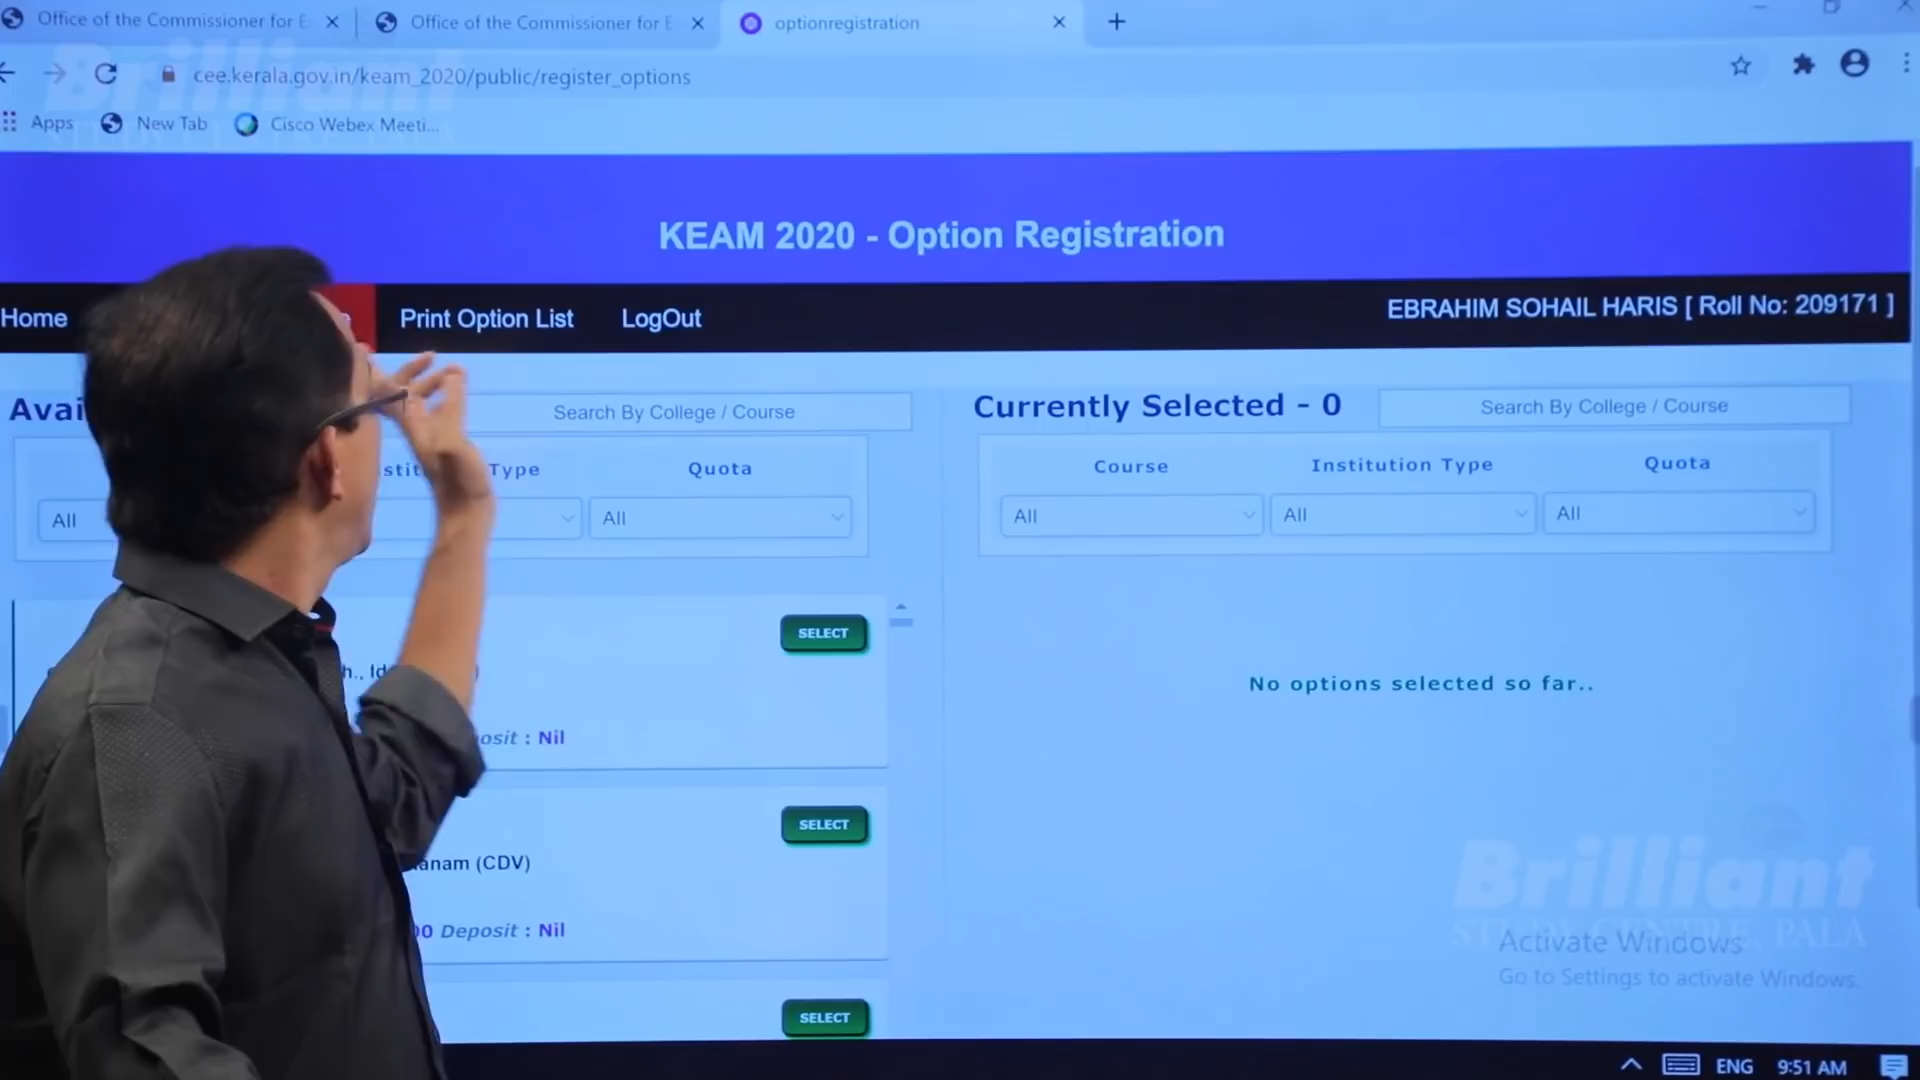 Office of the Commissioner for E
Office of the Commissioner for E
optionregistration
cee.kerala.gov.in/keam_2020/public/register_options
Apps
New Tab
Cisco Webex Meeti...
Brilliant
KEAM 2020 - Option Registration
Home
Print Option List
LogOut
EBRAHIM SOHAIL HARIS [ Roll No: 209171 ]
Search By College / Course
Currently Selected - 0
Search By College / Course
Type
Quota
Course
Institution Type
Quota
All
All
All
All
All
SELECT
No options selected so far..
: Nil
SELECT
(CDV)
Deposit : Nil
SELECT
Brilliant
STUDY CENTRE, PALA
Activate Windows
Go to Settings to activate Windows.
ENG
9:51 AM